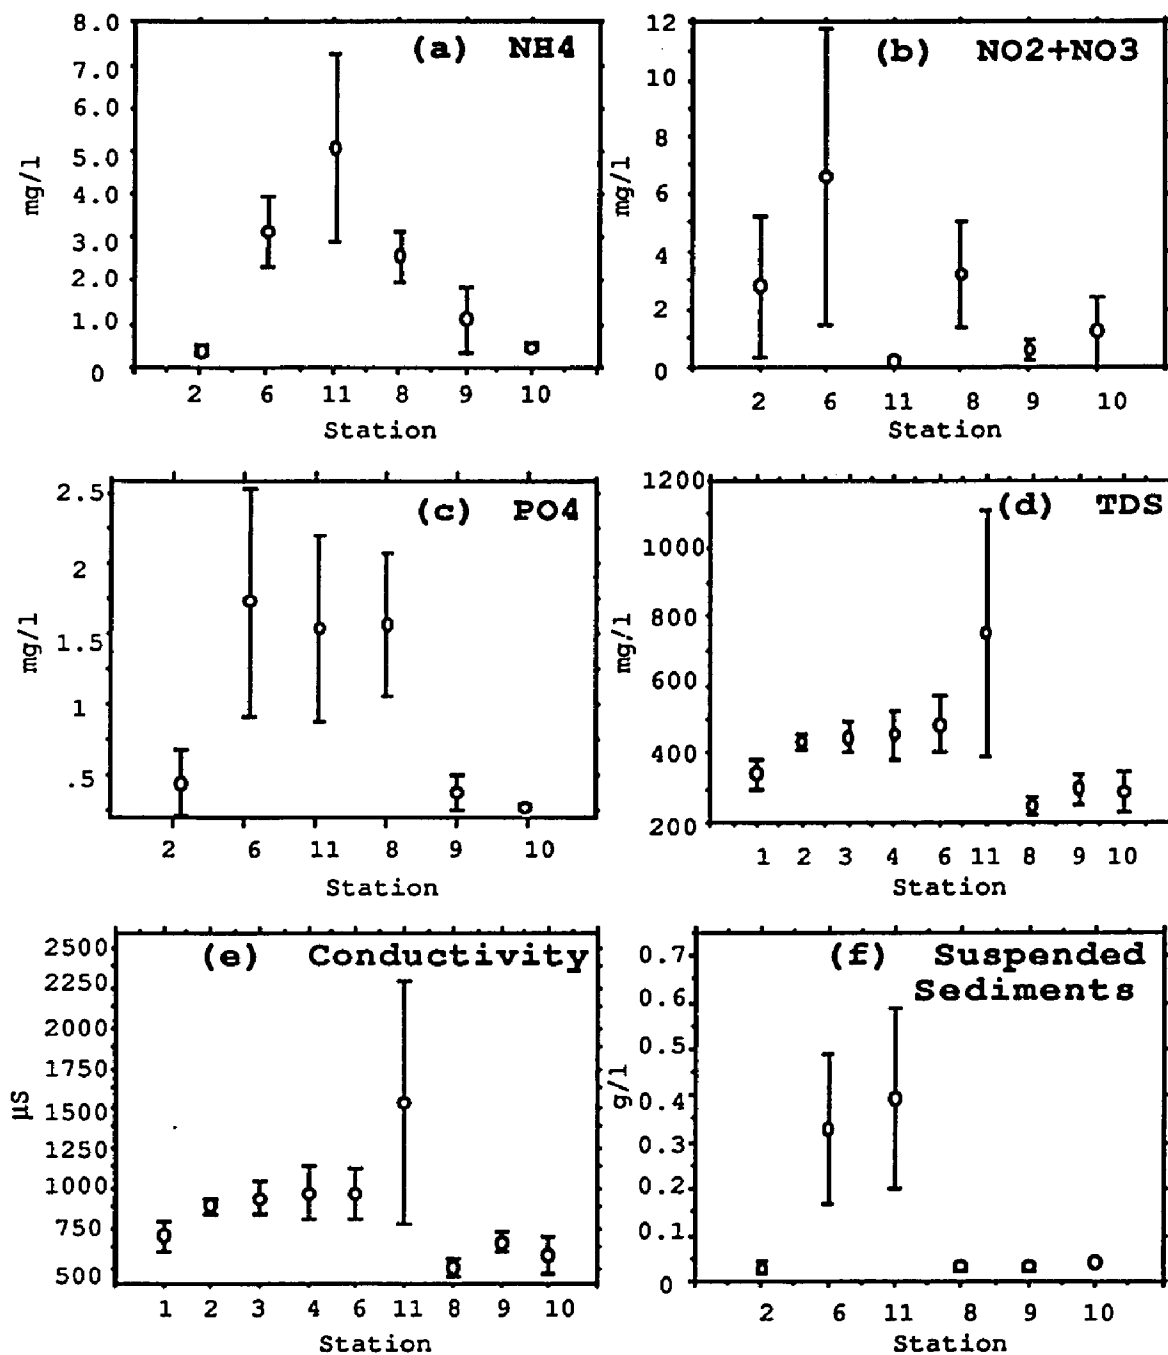 (a) NH4
8.0
7.0
6.0
5.0
4.0
3.0
2.0
1.0
0
mg/l
2 6 11 8 9 10
Station
(b) NO2+NO3
12
10
8
6
4
2
0
mg/l
2 6 11 8 9 10
Station
(c) PO4
2.5
2
1.5
1
.5
mg/l
2 6 11 8 9 10
Station
(d) TDS
1200
1000
800
600
400
200
mg/l
1 2 3 4 6 11 8 9 10
Station
(e) Conductivity
2500
2250
2000
1750
1500
1250
1000
750
500
µS
1 2 3 4 6 11 8 9 10
Station
(f) Suspended
Sediments
0.7
0.6
0.5
0.4
0.3
0.2
0.1
0
g/l
2 6 11 8 9 10
Station